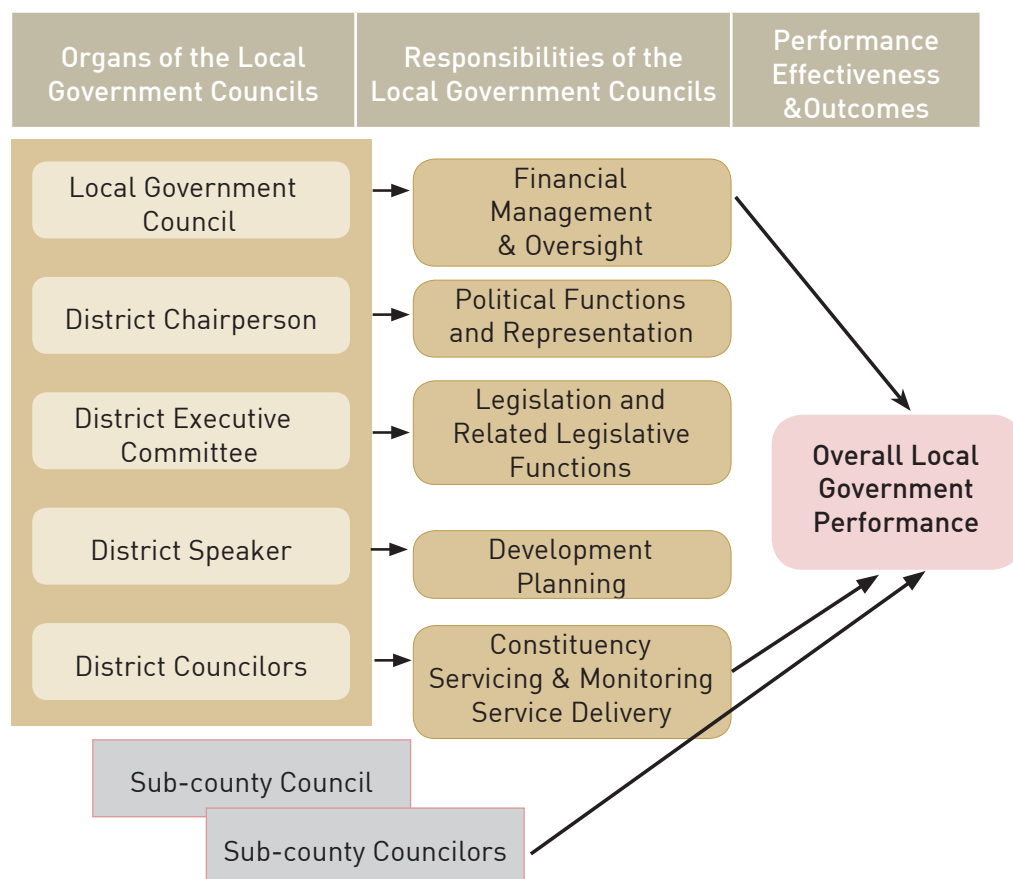 Organs of the Local
Government Councils
Responsibilities of the
Local Government Councils
Performance
Effectiveness
&Outcomes
Local Government
Council
Financial
Management
& Oversight
District Chairperson
Political Functions
and Representation
District Executive
Committee
Legislation and
Related Legislative
Functions
Overall Local
Government
Performance
District Speaker
Development
Planning
District Councilors
Constituency
Servicing & Monitoring
Service Delivery
Sub-county Council
Sub-county Councilors